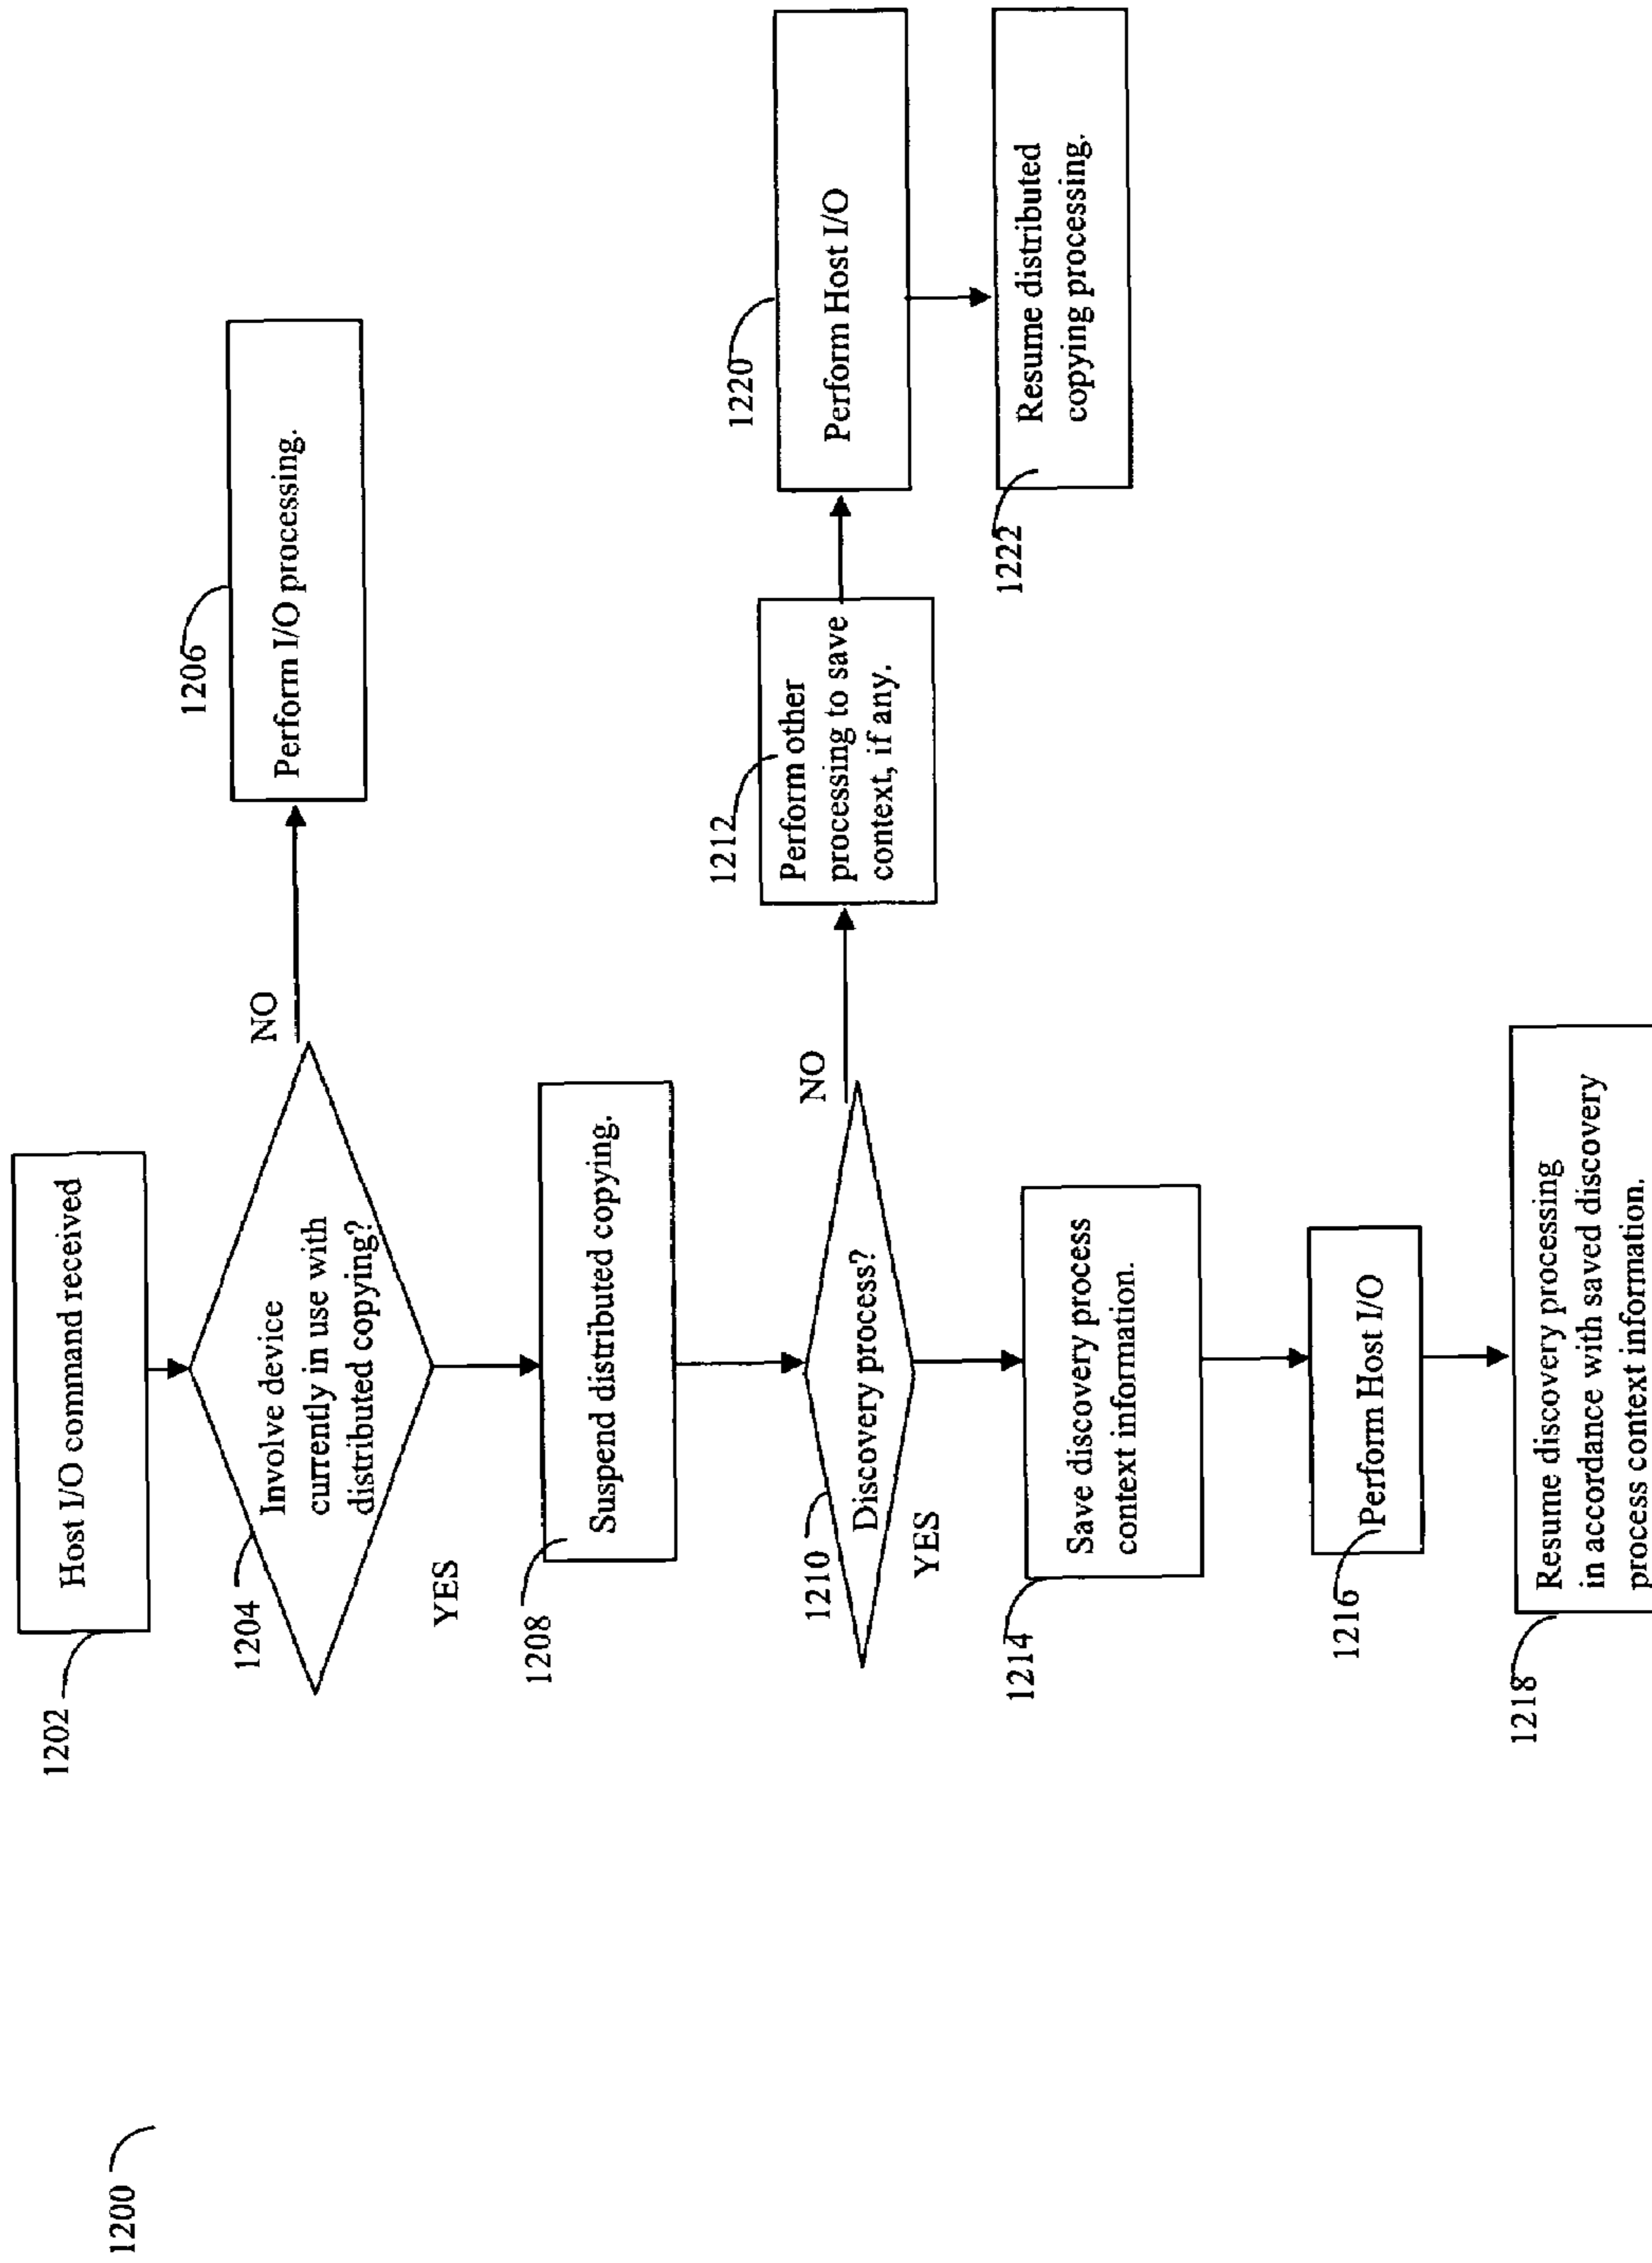 1200
1202
Host I/O command received
1204
Involve device
currently in use with
distributed copying?
NO
1206
Perform I/O processing.
YES
1208
Suspend distributed copying.
1210
Discovery process?
NO
1212
Perform other
processing to save
context, if any.
1220
Perform Host I/O
1222
Resume distributed
copying processing.
YES
1214
Save discovery process
context information.
1216
Perform Host I/O
1218
Resume discovery processing
in accordance with saved discovery
process context information.